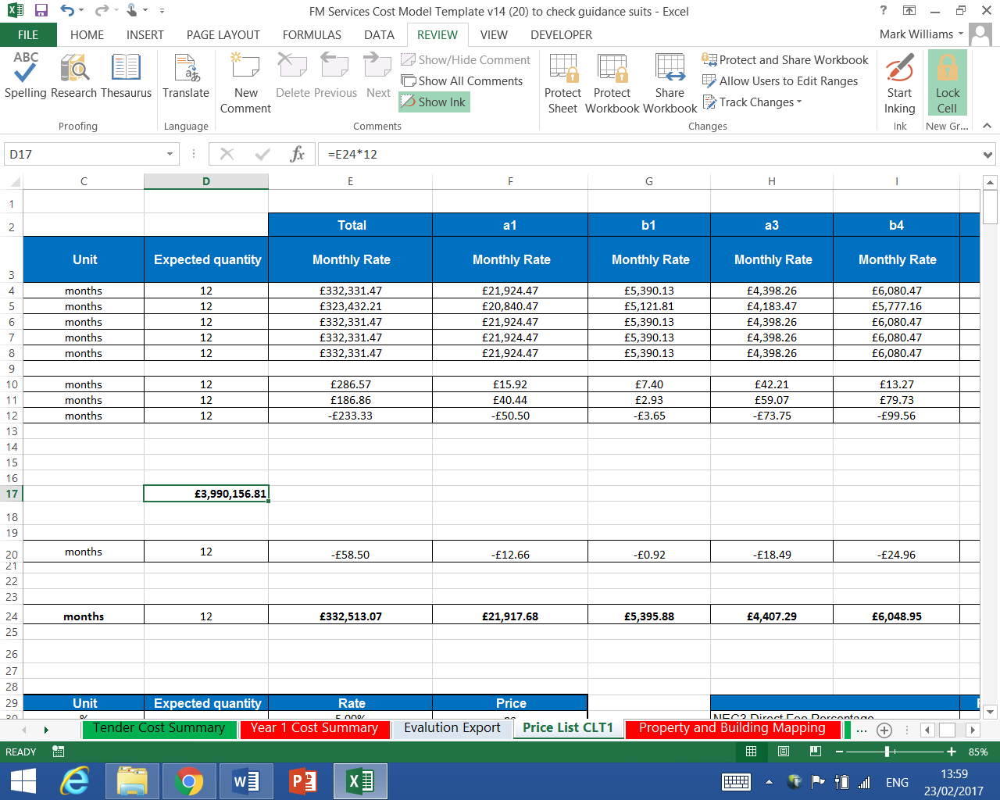 FM Services Cost Model Template v14 (20) to check guidance suits - Excel
FILE HOME INSERT PAGE LAYOUT FORMULAS DATA REVIEW VIEW DEVELOPER Mark Williams
ABC
Spelling Research Thesaurus Translate New Comment Delete Previous Next
Show/Hide Comment
Show All Comments
Show Ink
Protect Sheet Protect Workbook Share Workbook
Protect and Share Workbook
Allow Users to Edit Ranges
Track Changes
Start Inking Lock Cell
Proofing Language Comments Changes Ink New Gr...
D17 fx =E24*12
C D E F G H I
1
2 Total a1 b1 a3 b4
3 Unit Expected quantity Monthly Rate Monthly Rate Monthly Rate Monthly Rate Monthly Rate
4 months 12 £332,331.47 £21,924.47 £5,390.13 £4,398.26 £6,080.47
5 months 12 £323,432.21 £20,840.47 £5,121.81 £4,183.47 £5,777.16
6 months 12 £332,331.47 £21,924.47 £5,390.13 £4,398.26 £6,080.47
7 months 12 £332,331.47 £21,924.47 £5,390.13 £4,398.26 £6,080.47
8 months 12 £332,331.47 £21,924.47 £5,390.13 £4,398.26 £6,080.47
9
10 months 12 £286.57 £15.92 £7.40 £42.21 £13.27
11 months 12 £186.86 £40.44 £2.93 £59.07 £79.73
12 months 12 -£233.33 -£50.50 -£3.65 -£73.75 -£99.56
13
14
15
16
17 £3,990,156.81
18
19
20 months 12 -£58.50 -£12.66 -£0.92 -£18.49 -£24.96
21
22
23
24 months 12 £332,513.07 £21,917.68 £5,395.88 £4,407.29 £6,048.95
25
26
27
28
29 Unit Expected quantity Rate Price
30 % 5.00% no NEC3 Direct Fee Percentage
Tender Cost Summary Year 1 Cost Summary Evalution Export Price List CLT1 Property and Building Mapping ...
READY 85%
ENG 13:59
23/02/2017